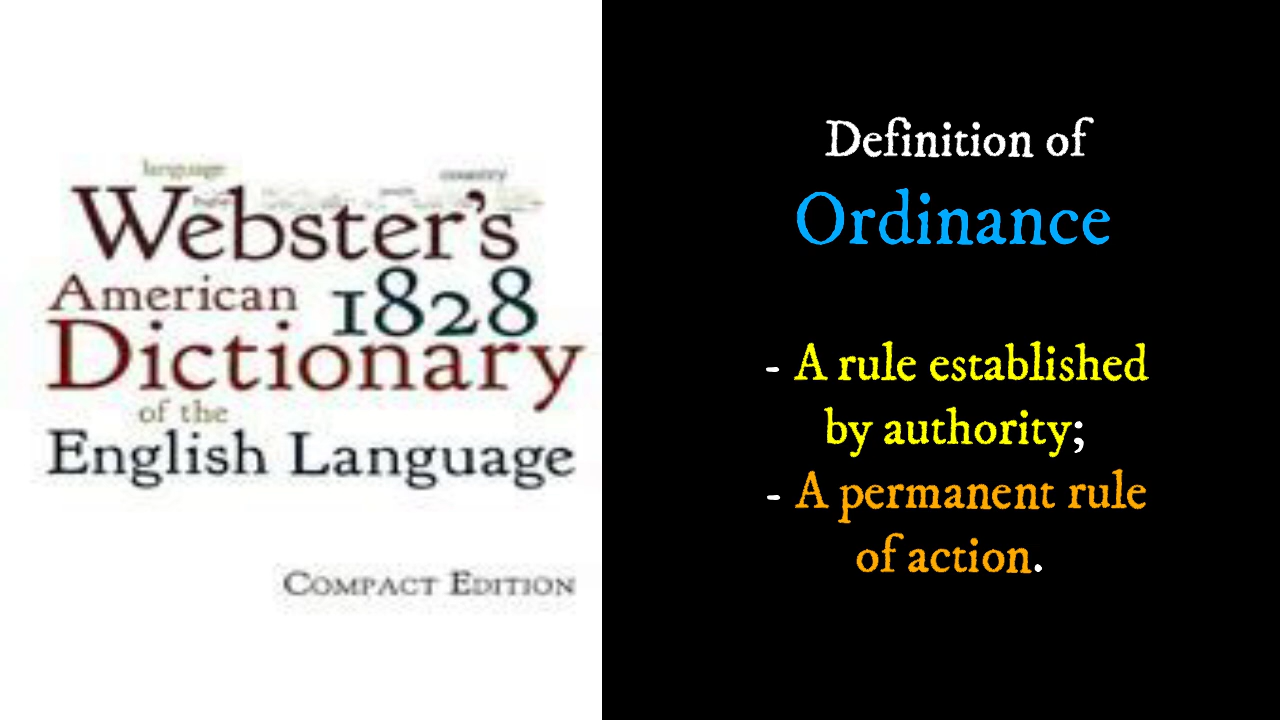 language
country
Webster's
American 1828
Dictionary
of the
English Language
COMPACT EDITION
Definition of
Ordinance
- A rule established
by authority;
- A permanent rule
of action.